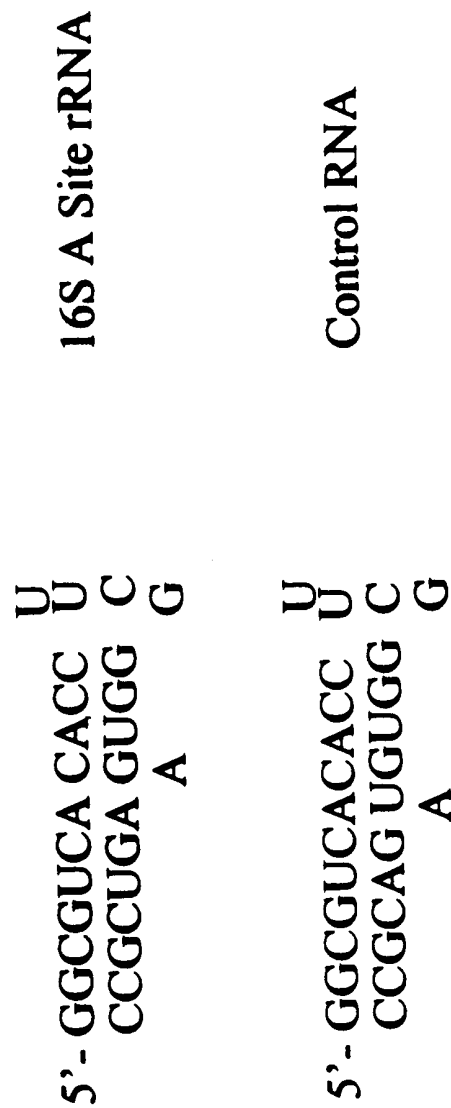 U
5'- GGCGUCA CACC U 16S A Site rRNA
CCGCUGA GUGG C
A G
U
5'- GGCGUCACACC U Control RNA
CCGCAG UGUGG C
A G